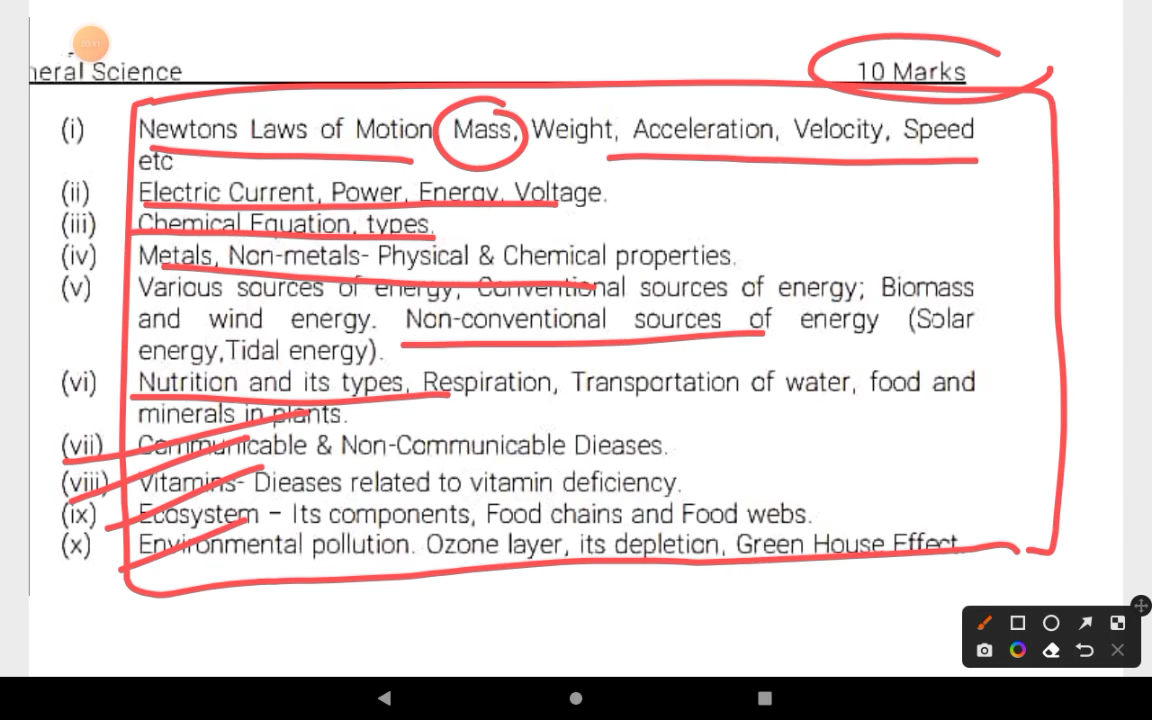 neral Science 10 Marks
(i) Newtons Laws of Motion Mass, Weight, Acceleration, Velocity, Speed
etc
(ii) Electric Current, Power, Energy, Voltage.
(iii) Chemical Equation, types.
(iv) Metals, Non-metals- Physical & Chemical properties.
(v) Various sources of energy; Conventional sources of energy; Biomass
and wind energy. Non-conventional sources of energy (Solar
energy,Tidal energy).
(vi) Nutrition and its types, Respiration, Transportation of water, food and
minerals in plants.
(vii) Communicable & Non-Communicable Dieases.
(viii) Vitamins- Dieases related to vitamin deficiency.
(ix) Ecosystem – Its components, Food chains and Food webs.
(x) Environmental pollution. Ozone layer, its depletion, Green House Effect.